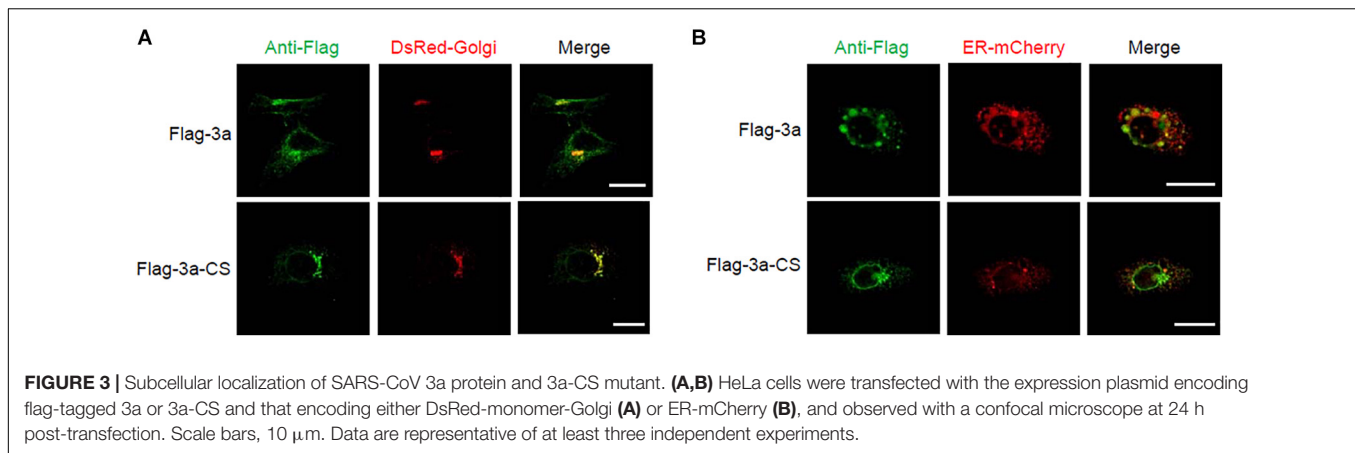 A
B
Anti-Flag DsRed-Golgi Merge
Anti-Flag ER-mCherry Merge
Flag-3a
Flag-3a
Flag-3a-CS
Flag-3a-CS
FIGURE 3 | Subcellular localization of SARS-CoV 3a protein and 3a-CS mutant. (A,B) HeLa cells were transfected with the expression plasmid encoding
flag-tagged 3a or 3a-CS and that encoding either DsRed-monomer-Golgi (A) or ER-mCherry (B), and observed with a confocal microscope at 24 h
post-transfection. Scale bars, 10 μm. Data are representative of at least three independent experiments.